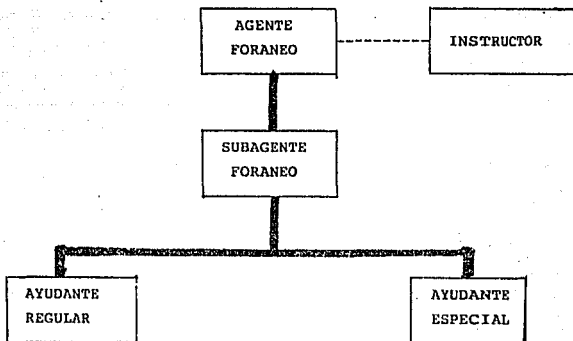 AGENTE
FORANEO
INSTRUCTOR
SUBAGENTE
FORANEO
AYUDANTE
REGULAR
AYUDANTE
ESPECIAL